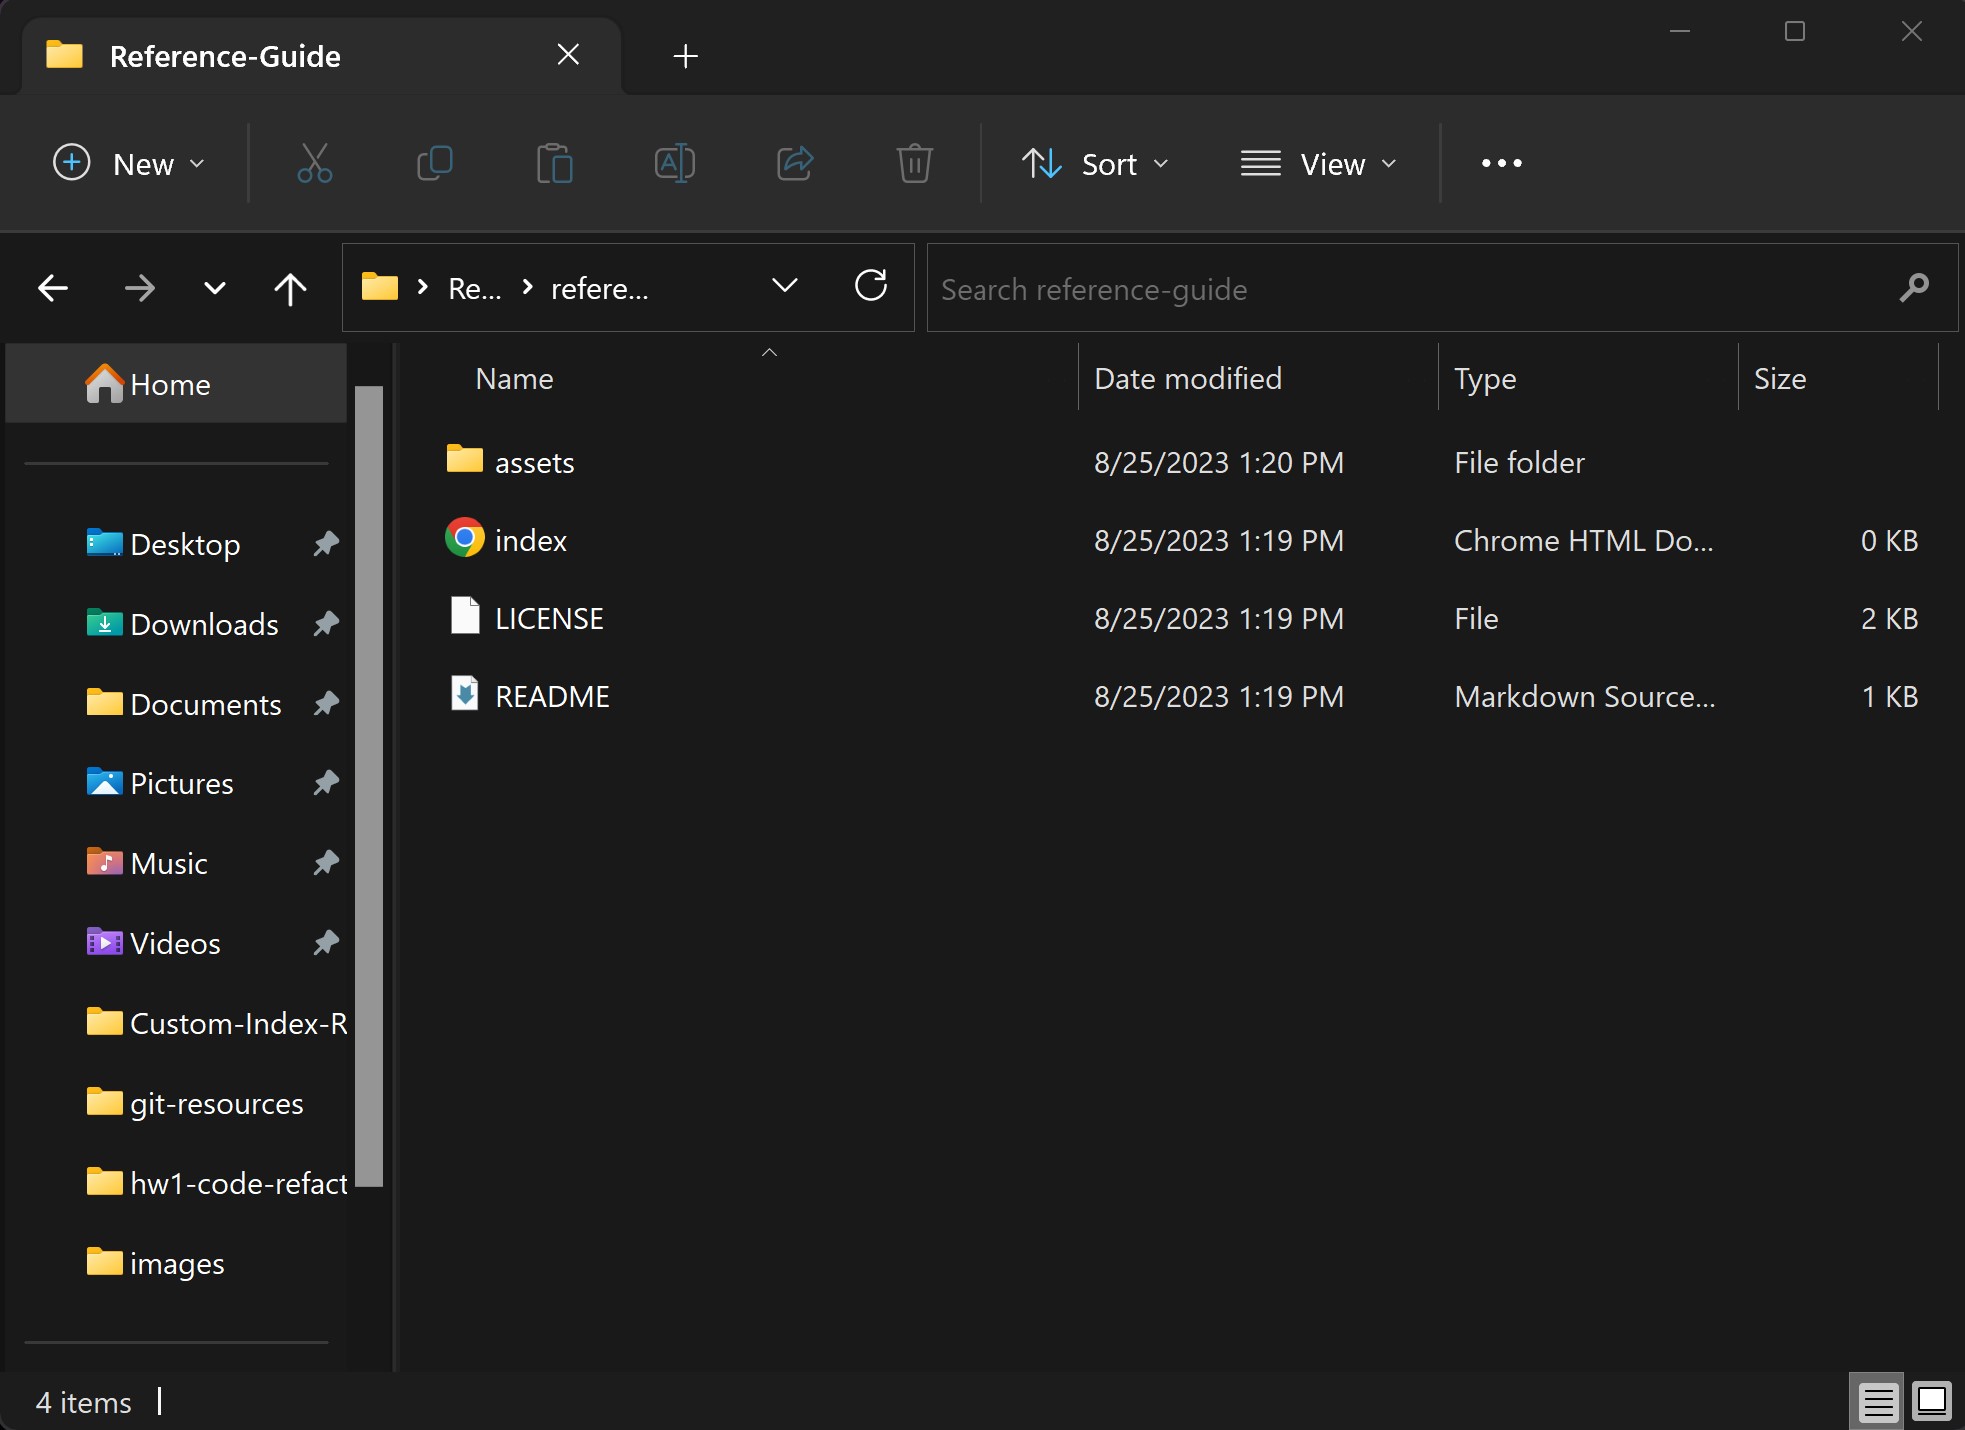 Reference-Guide
New Sort View
Re... refere... Search reference-guide
Home
Desktop
Downloads
Documents
Pictures
Music
Videos
Custom-Index-R
git-resources
hw1-code-refact
images
Name Date modified Type Size
assets 8/25/2023 1:20 PM File folder
index 8/25/2023 1:19 PM Chrome HTML Do... 0 KB
LICENSE 8/25/2023 1:19 PM File 2 KB
README 8/25/2023 1:19 PM Markdown Source... 1 KB
4 items